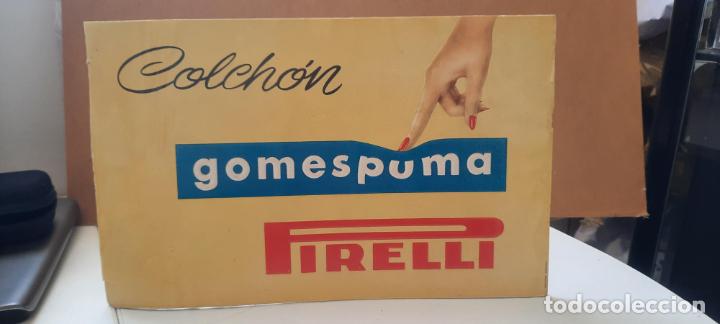 Colchón
gomespuma
PIRELLI
todocoleccion